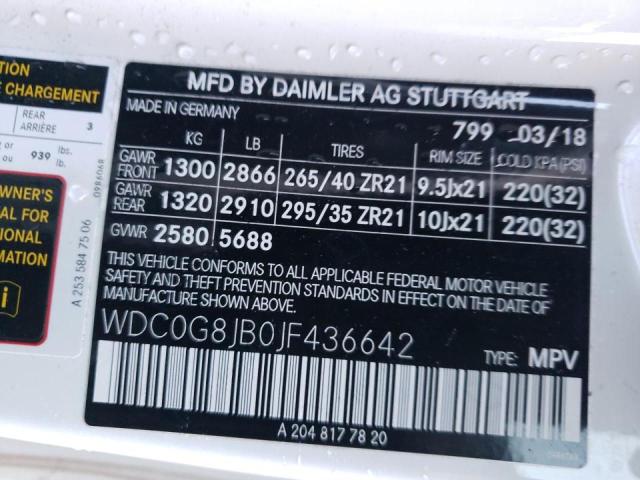 TION
CHARGEMENT
REAR
ARRIÈRE 3
ou 939 lbs.
lb.
0986068
WNER'S
AL FOR
TIONAL
MATION
i
A 253 584 75 06
MFD BY DAIMLER AG STUTTGART
MADE IN GERMANY 799 03/18
KG LB TIRES RIM SIZE COLD KPA(PSI)
GAWR FRONT 1300 2866 265/40 ZR21 9.5Jx21 220(32)
GAWR REAR 1320 2910 295/35 ZR21 10Jx21 220(32)
GVWR 2580 5688
THIS VEHICLE CONFORMS TO ALL APPLICABLE FEDERAL MOTOR VEHICLE
SAFETY AND THEFT PREVENTION STANDARDS IN EFFECT ON THE DATE OF
MANUFACTURE SHOWN ABOVE.
WDC0G8JB0JF436642
TYPE: MPV
A 204 817 78 20